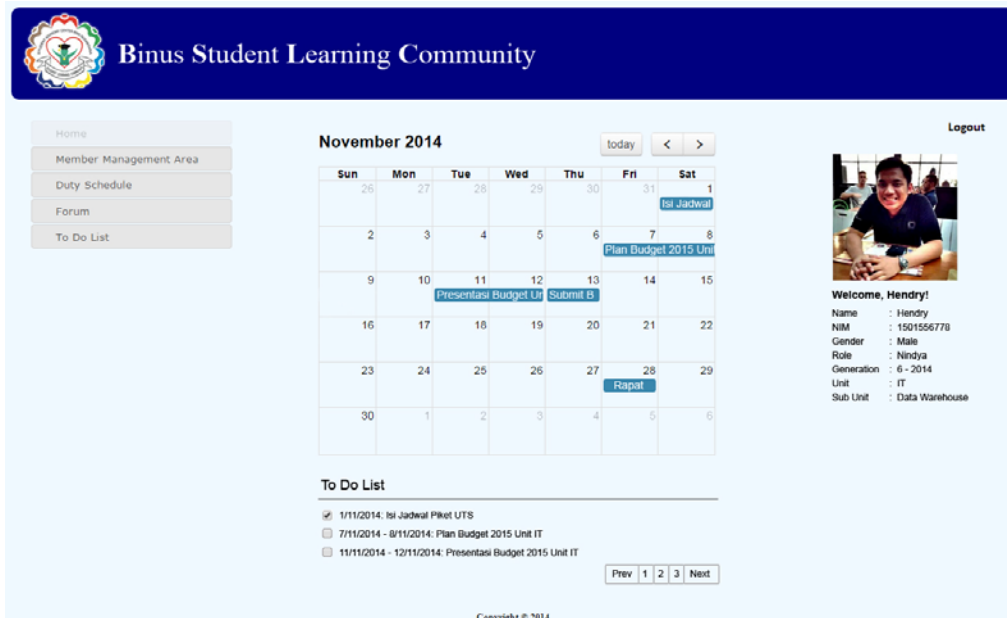 Binus Student Learning Community
Home
Member Management Area
Duty Schedule
Forum
To Do List
November 2014
today < >
Sun Mon Tue Wed Thu Fri Sat
26 27 28 29 30 31 1
Isi Jadwal
2 3 4 5 6 7 8
Plan Budget 2015 Unit
9 10 11 12 13 14 15
Presentasi Budget Un Submit B
16 17 18 19 20 21 22
23 24 25 26 27 28 29
Rapat
30 1 2 3 4 5 6
To Do List
1/11/2014: Isi Jadwal Piket UTS
7/11/2014 - 8/11/2014: Plan Budget 2015 Unit IT
11/11/2014 - 12/11/2014: Presentasi Budget 2015 Unit IT
Prev 1 2 3 Next
Logout
Welcome, Hendry!
Name : Hendry
NIM : 1501556778
Gender : Male
Role : Nindya
Generation : 6 - 2014
Unit : IT
Sub Unit : Data Warehouse
Copyright © 2014